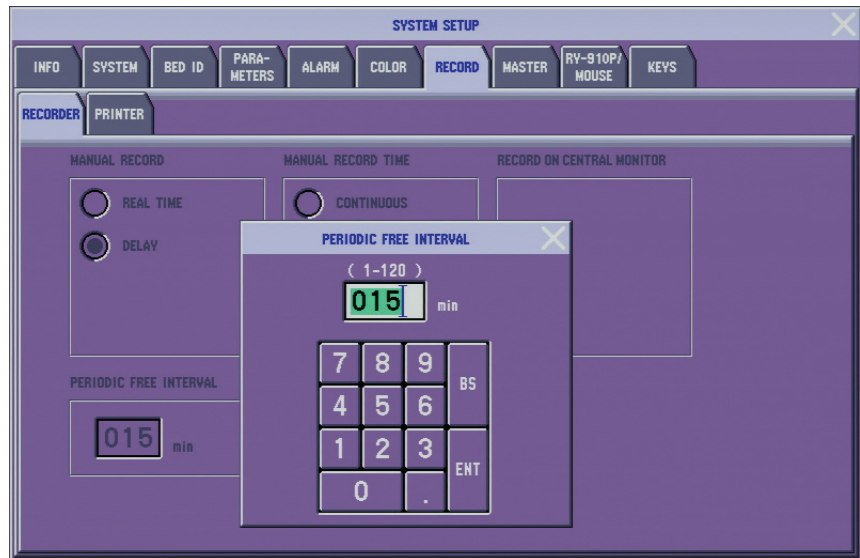 SYSTEM SETUP
INFO SYSTEM BED ID PARA-METERS ALARM COLOR RECORD MASTER RY-910P/MOUSE KEYS
RECORDER PRINTER
MANUAL RECORD MANUAL RECORD TIME RECORD ON CENTRAL MONITOR
REAL TIME CONTINUOUS
DELAY
PERIODIC FREE INTERVAL
( 1-120 )
015 min
7 8 9 BS
4 5 6
1 2 3 ENT
0 .
PERIODIC FREE INTERVAL
015 min